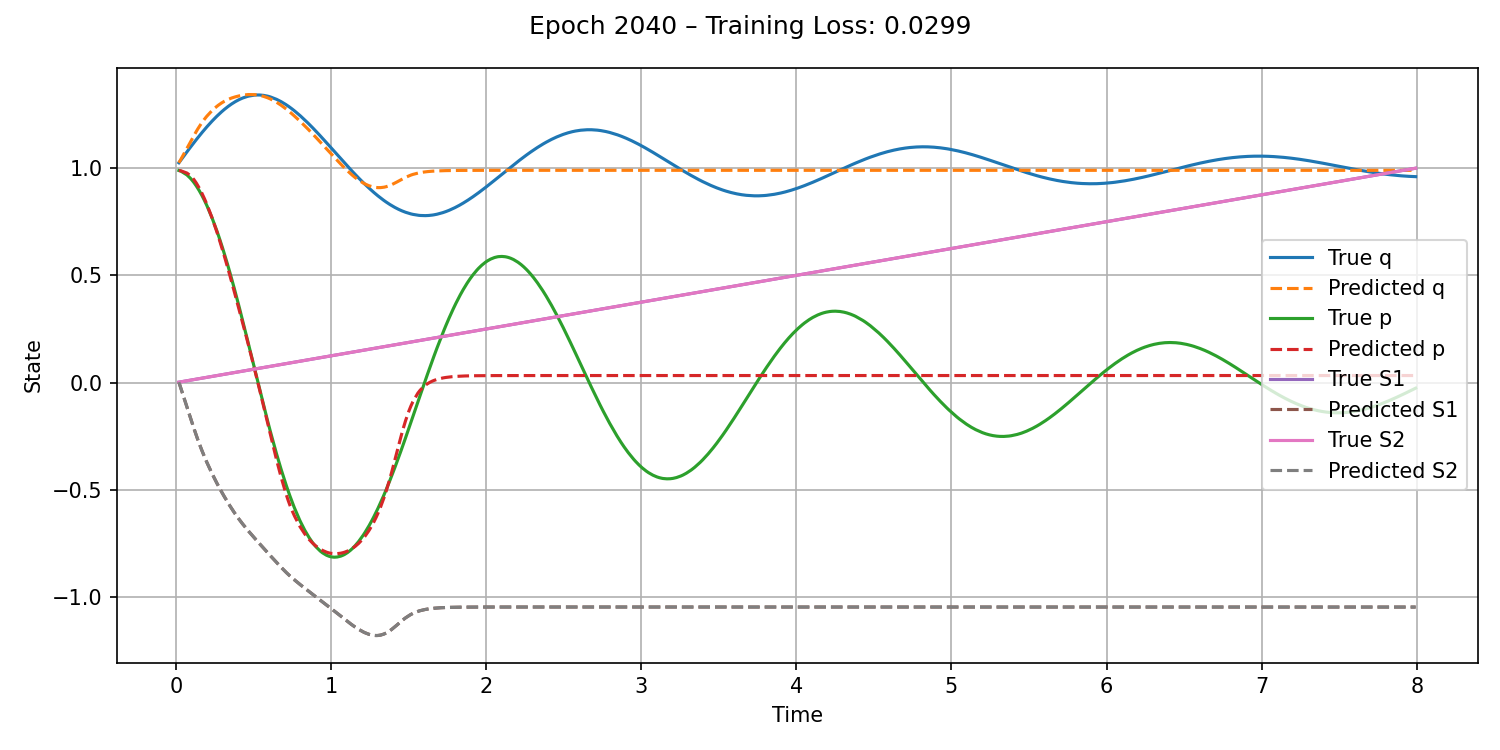 Epoch 2040 – Training Loss: 0.0299
State
1.0
0.5
0.0
−0.5
−1.0
True q
Predicted q
True p
Predicted p
True S1
Predicted S1
True S2
Predicted S2
0 1 2 3 4 5 6 7 8
Time